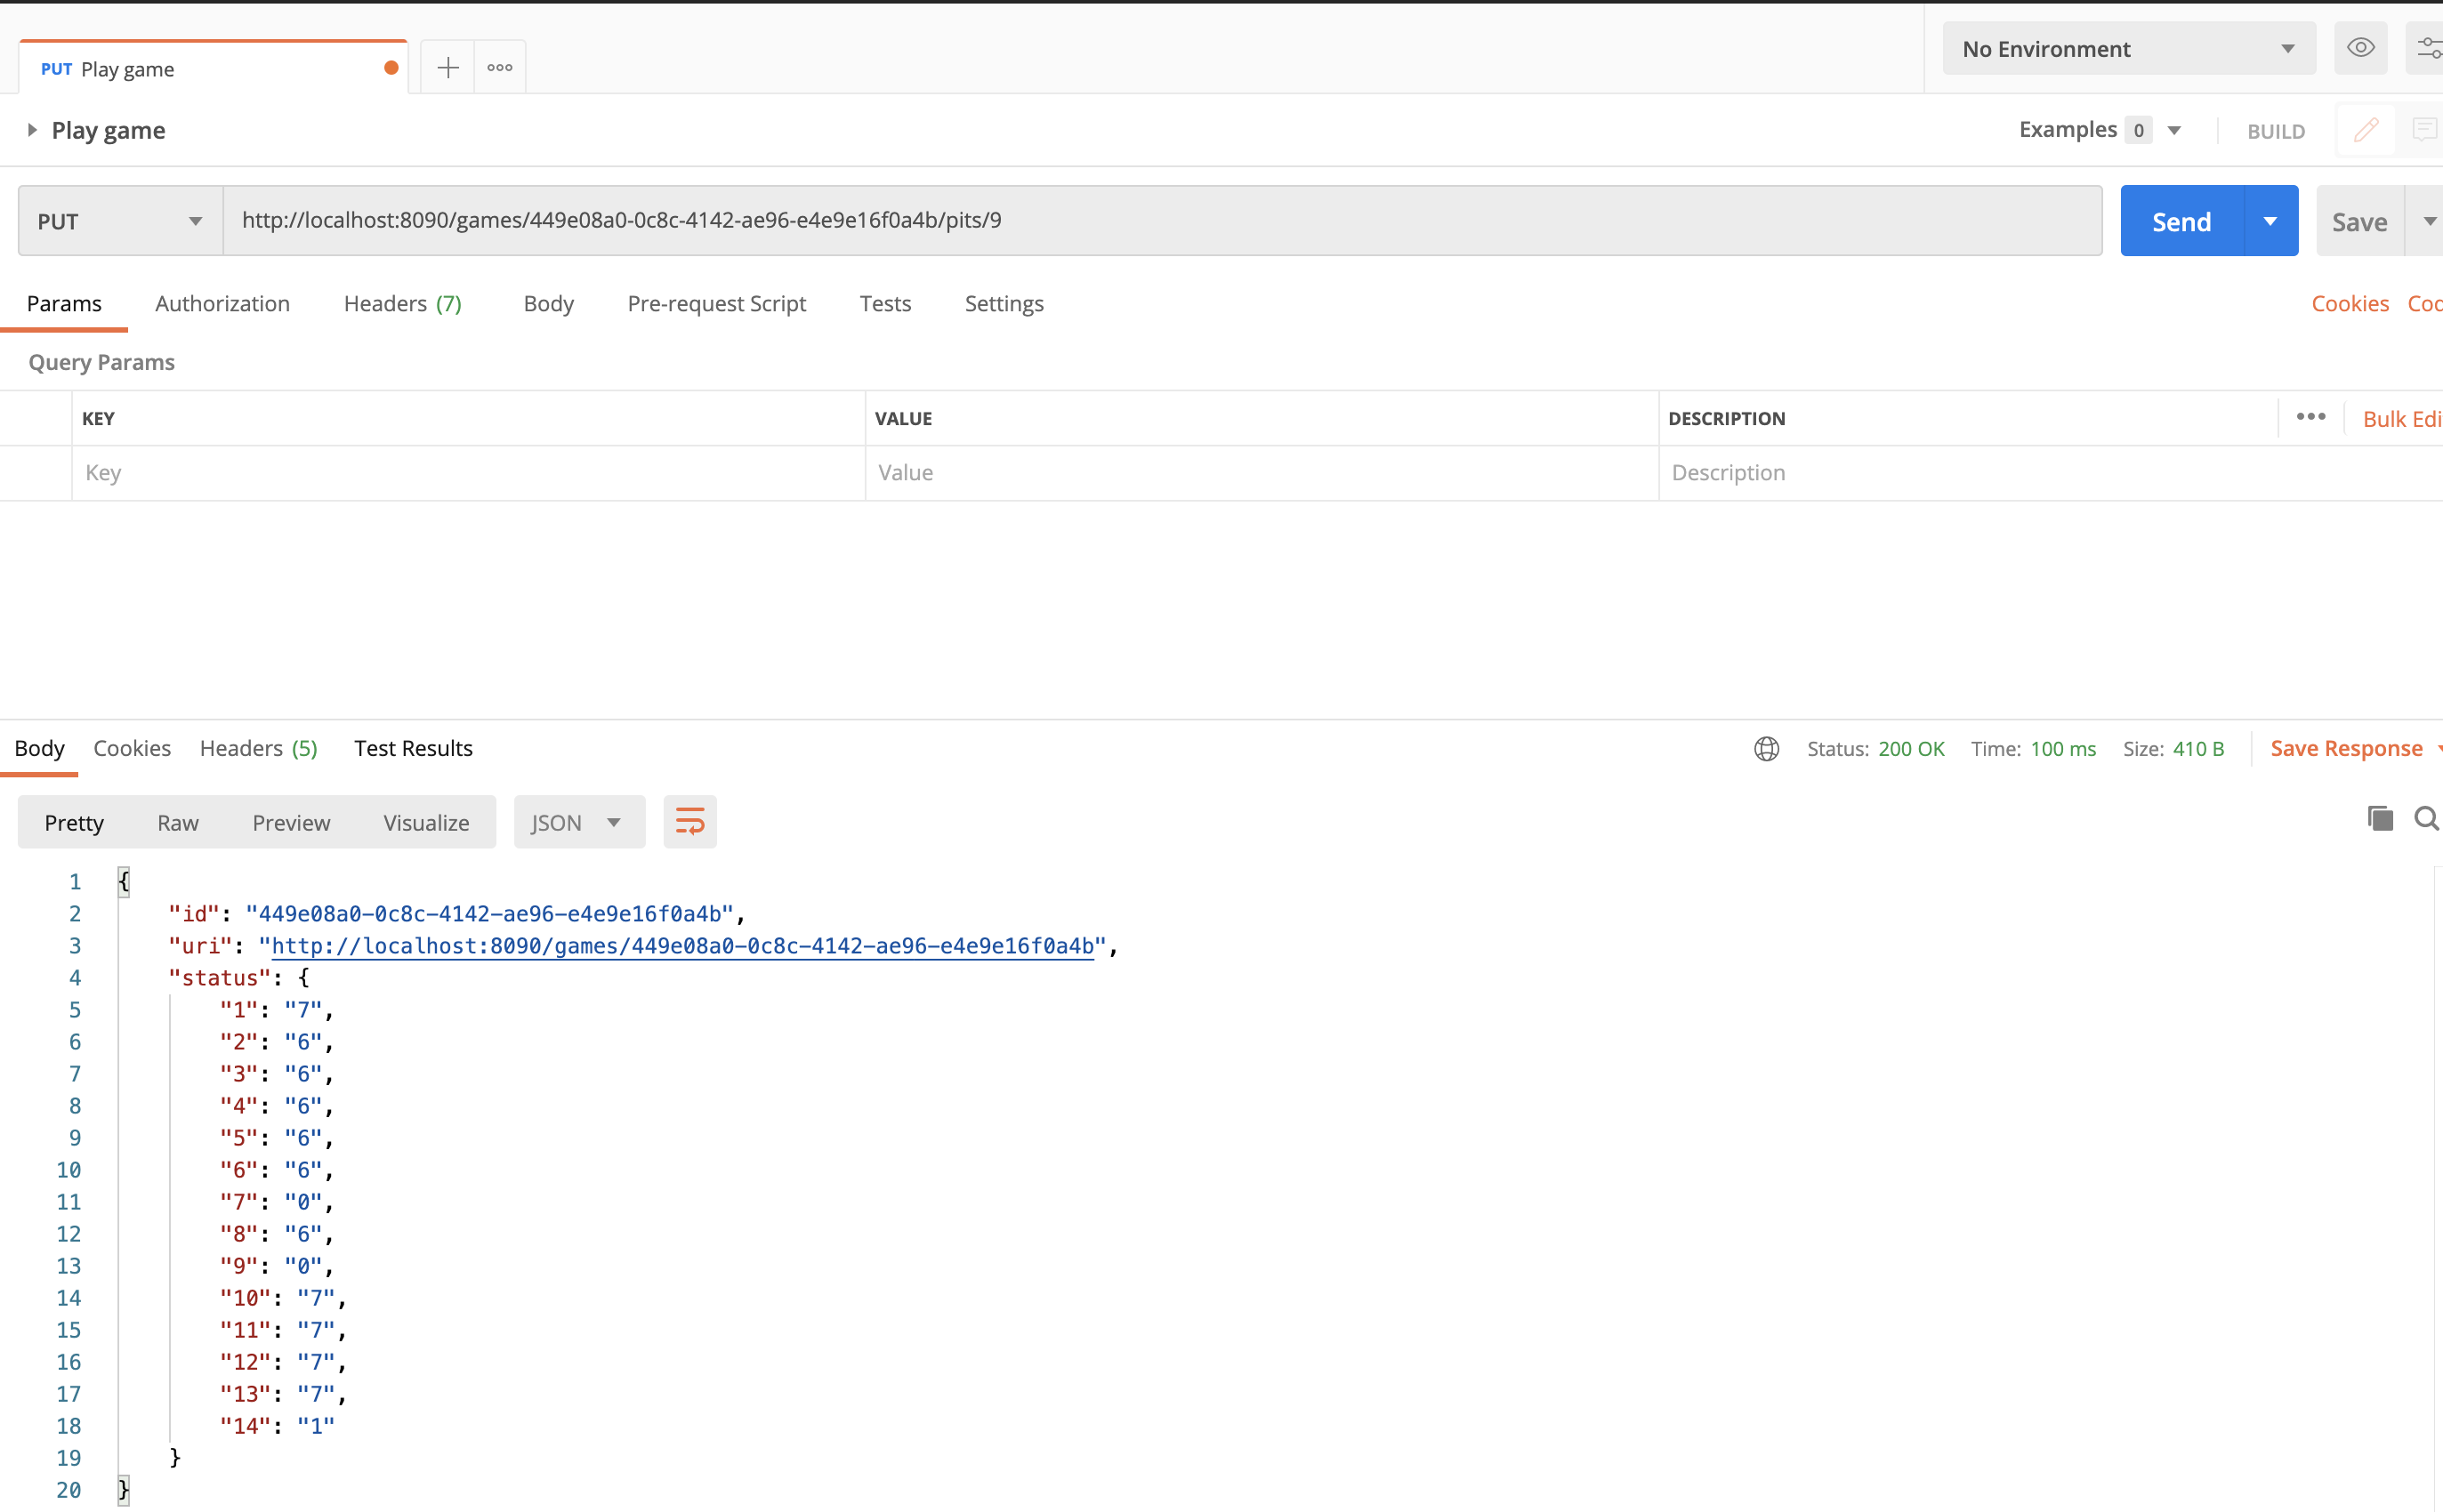 PUT Play game
No Environment
Play game
Examples 0
BUILD
PUT
http://localhost:8090/games/449e08a0-0c8c-4142-ae96-e4e9e16f0a4b/pits/9
Send
Save
Params Authorization Headers (7) Body Pre-request Script Tests Settings
Cookies Coo
Query Params
KEY VALUE DESCRIPTION
Bulk Edi
Key Value Description
Body Cookies Headers (5) Test Results
Status: 200 OK Time: 100 ms Size: 410 B Save Response
Pretty Raw Preview Visualize JSON
1 {
2 "id": "449e08a0-0c8c-4142-ae96-e4e9e16f0a4b",
3 "uri": "http://localhost:8090/games/449e08a0-0c8c-4142-ae96-e4e9e16f0a4b",
4 "status": {
5 "1": "7",
6 "2": "6",
7 "3": "6",
8 "4": "6",
9 "5": "6",
10 "6": "6",
11 "7": "0",
12 "8": "6",
13 "9": "0",
14 "10": "7",
15 "11": "7",
16 "12": "7",
17 "13": "7",
18 "14": "1"
19 }
20 }